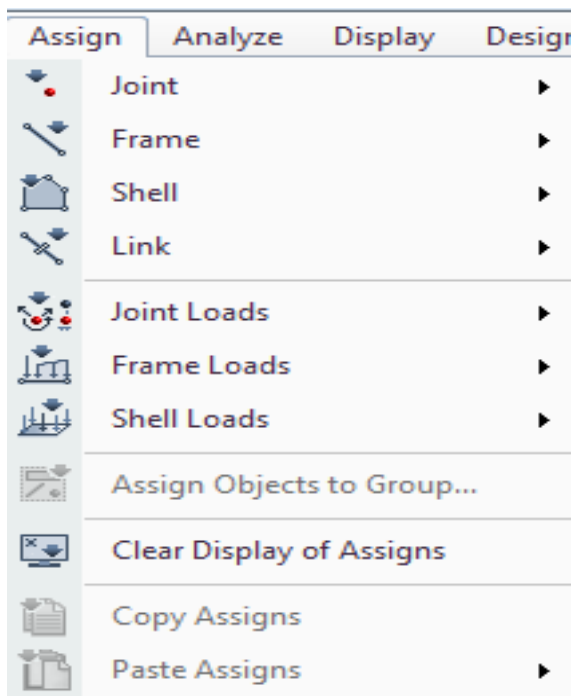 Assign Analyze Display Design
Joint
Frame
Shell
Link
Joint Loads
Frame Loads
Shell Loads
Assign Objects to Group...
Clear Display of Assigns
Copy Assigns
Paste Assigns